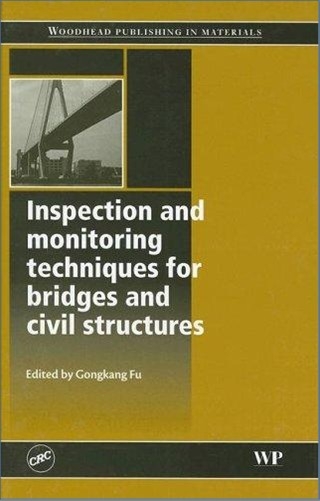 WOODHEAD PUBLISHING IN MATERIALS
Inspection and
monitoring
techniques for
bridges and
civil structures
Edited by Gongkang Fu
CRC
WP